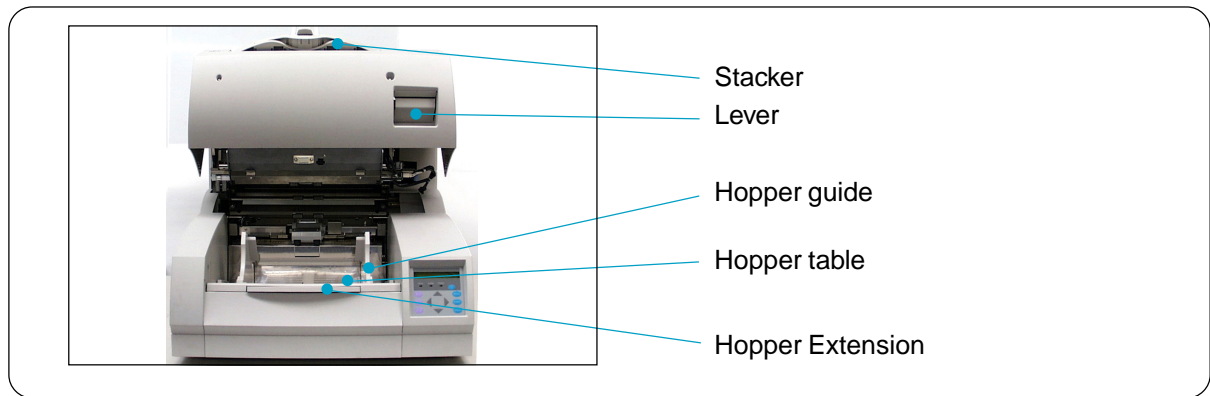 Stacker
Lever
Hopper guide
Hopper table
Hopper Extension